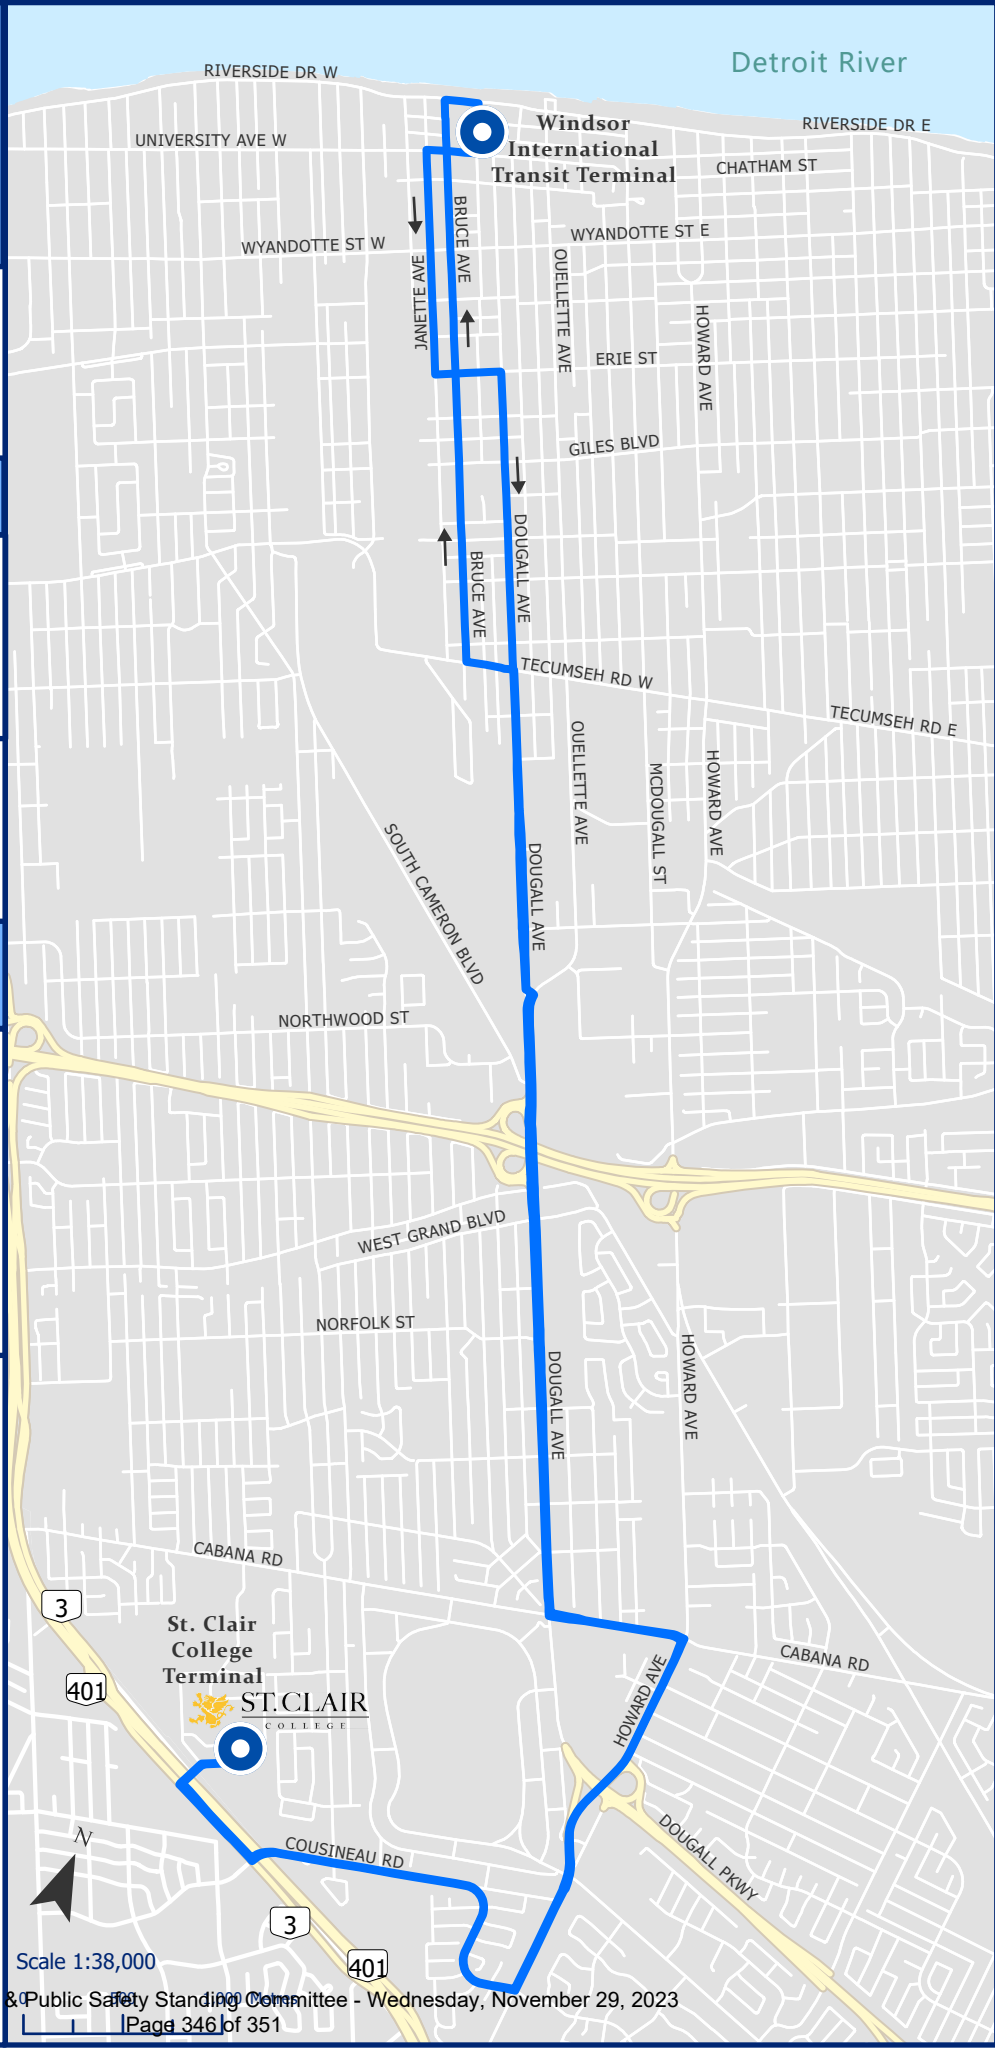 Detroit River
RIVERSIDE DR W
Windsor
International
Transit Terminal
RIVERSIDE DR E
UNIVERSITY AVE W
CHATHAM ST
BRUCE AVE
WYANDOTTE ST W
WYANDOTTE ST E
JANETTE AVE
OUELLETTE AVE
HOWARD AVE
ERIE ST
GILES BLVD
DOUGALL AVE
BRUCE AVE
TECUMSEH RD W
TECUMSEH RD E
OUELLETTE AVE
MCDOUGALL ST
HOWARD AVE
SOUTH CAMERON BLVD
DOUGALL AVE
NORTHWOOD ST
WEST GRAND BLVD
NORFOLK ST
HOWARD AVE
DOUGALL AVE
CABANA RD
3
St. Clair
College
Terminal
401
ST.CLAIR
COLLEGE
HOWARD AVE
CABANA RD
DOUGALL PKWY
COUSINEAU RD
N
3
401
Scale 1:38,000
0 500 1,000 Metres
& Public Safety Standing Committee - Wednesday, November 29, 2023
Page 346 of 351